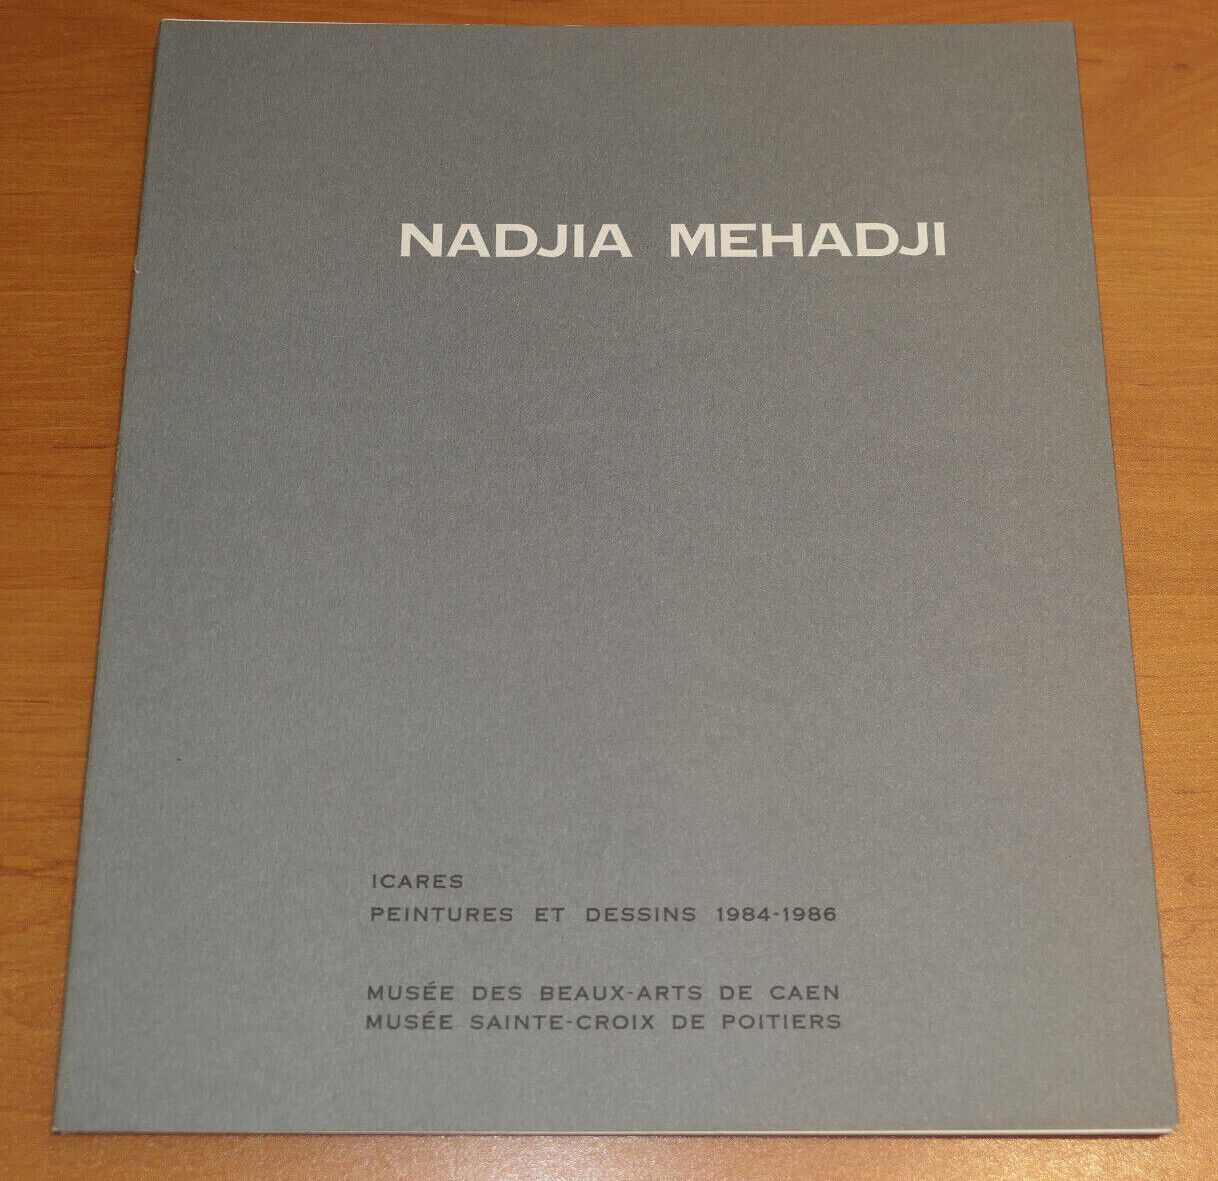 NADJIA MEHADJI
ICARES
PEINTURES ET DESSINS 1984-1986
MUSÉE DES BEAUX-ARTS DE CAEN
MUSÉE SAINTE-CROIX DE POITIERS